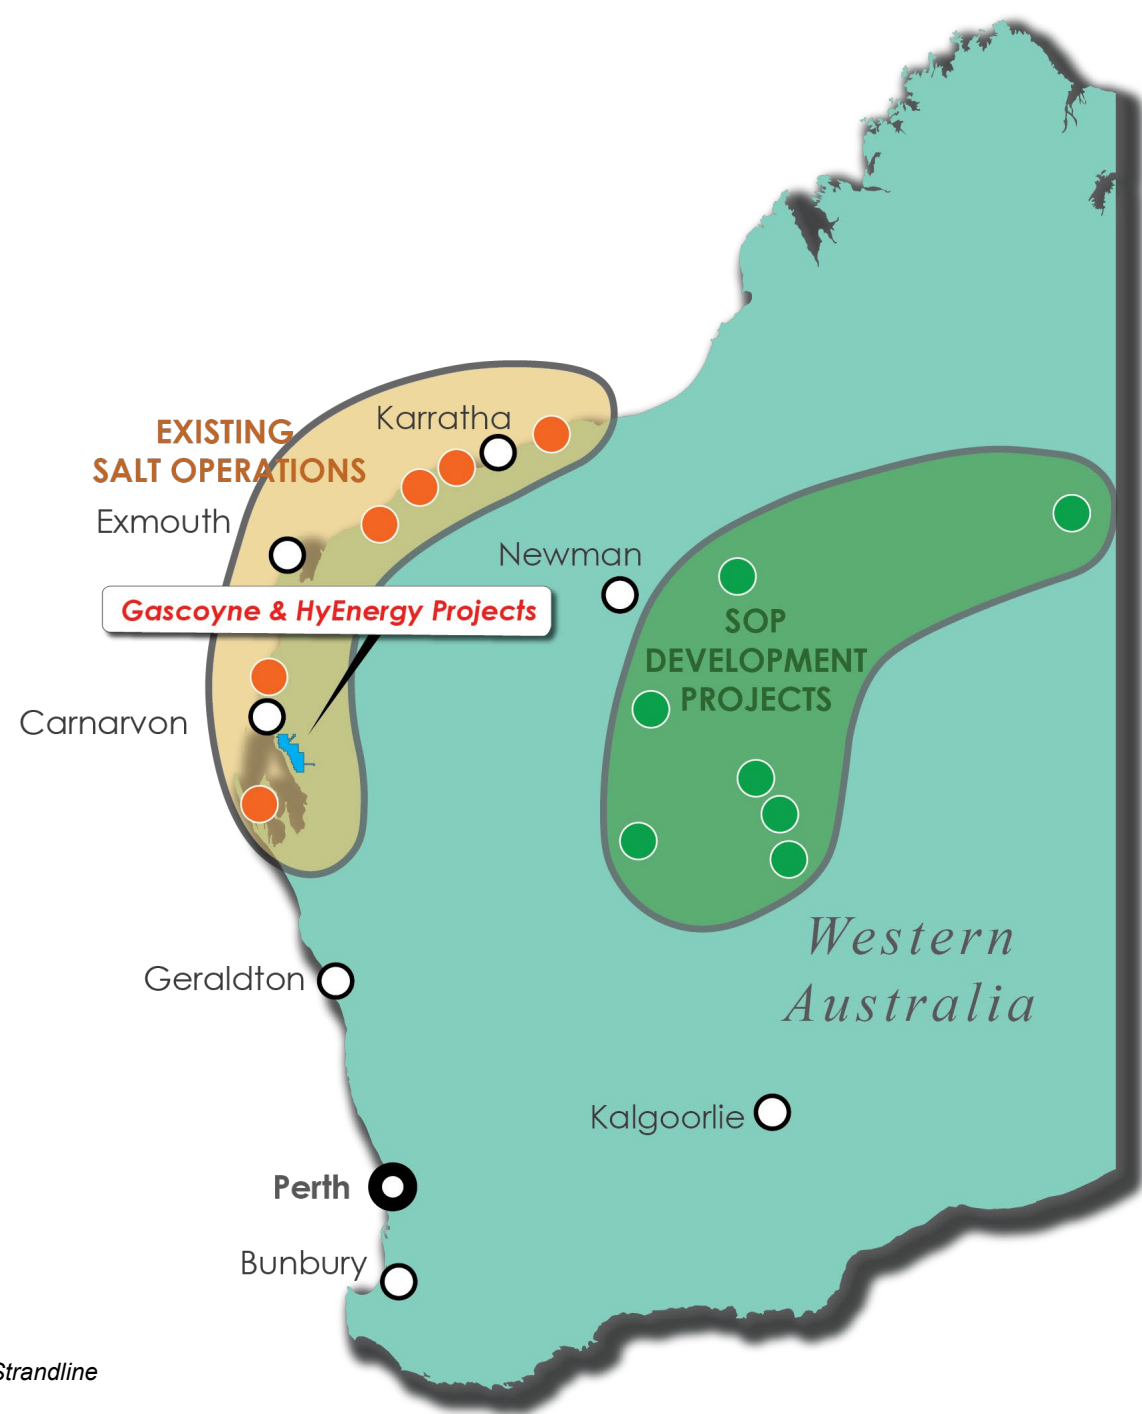 Karratha
EXISTING
SALT OPERATIONS
Exmouth
Newman
Gascoyne & HyEnergy Projects
SOP
DEVELOPMENT
PROJECTS
Carnarvon
Western
Australia
Geraldton
Kalgoorlie
Perth
Bunbury
Strandline